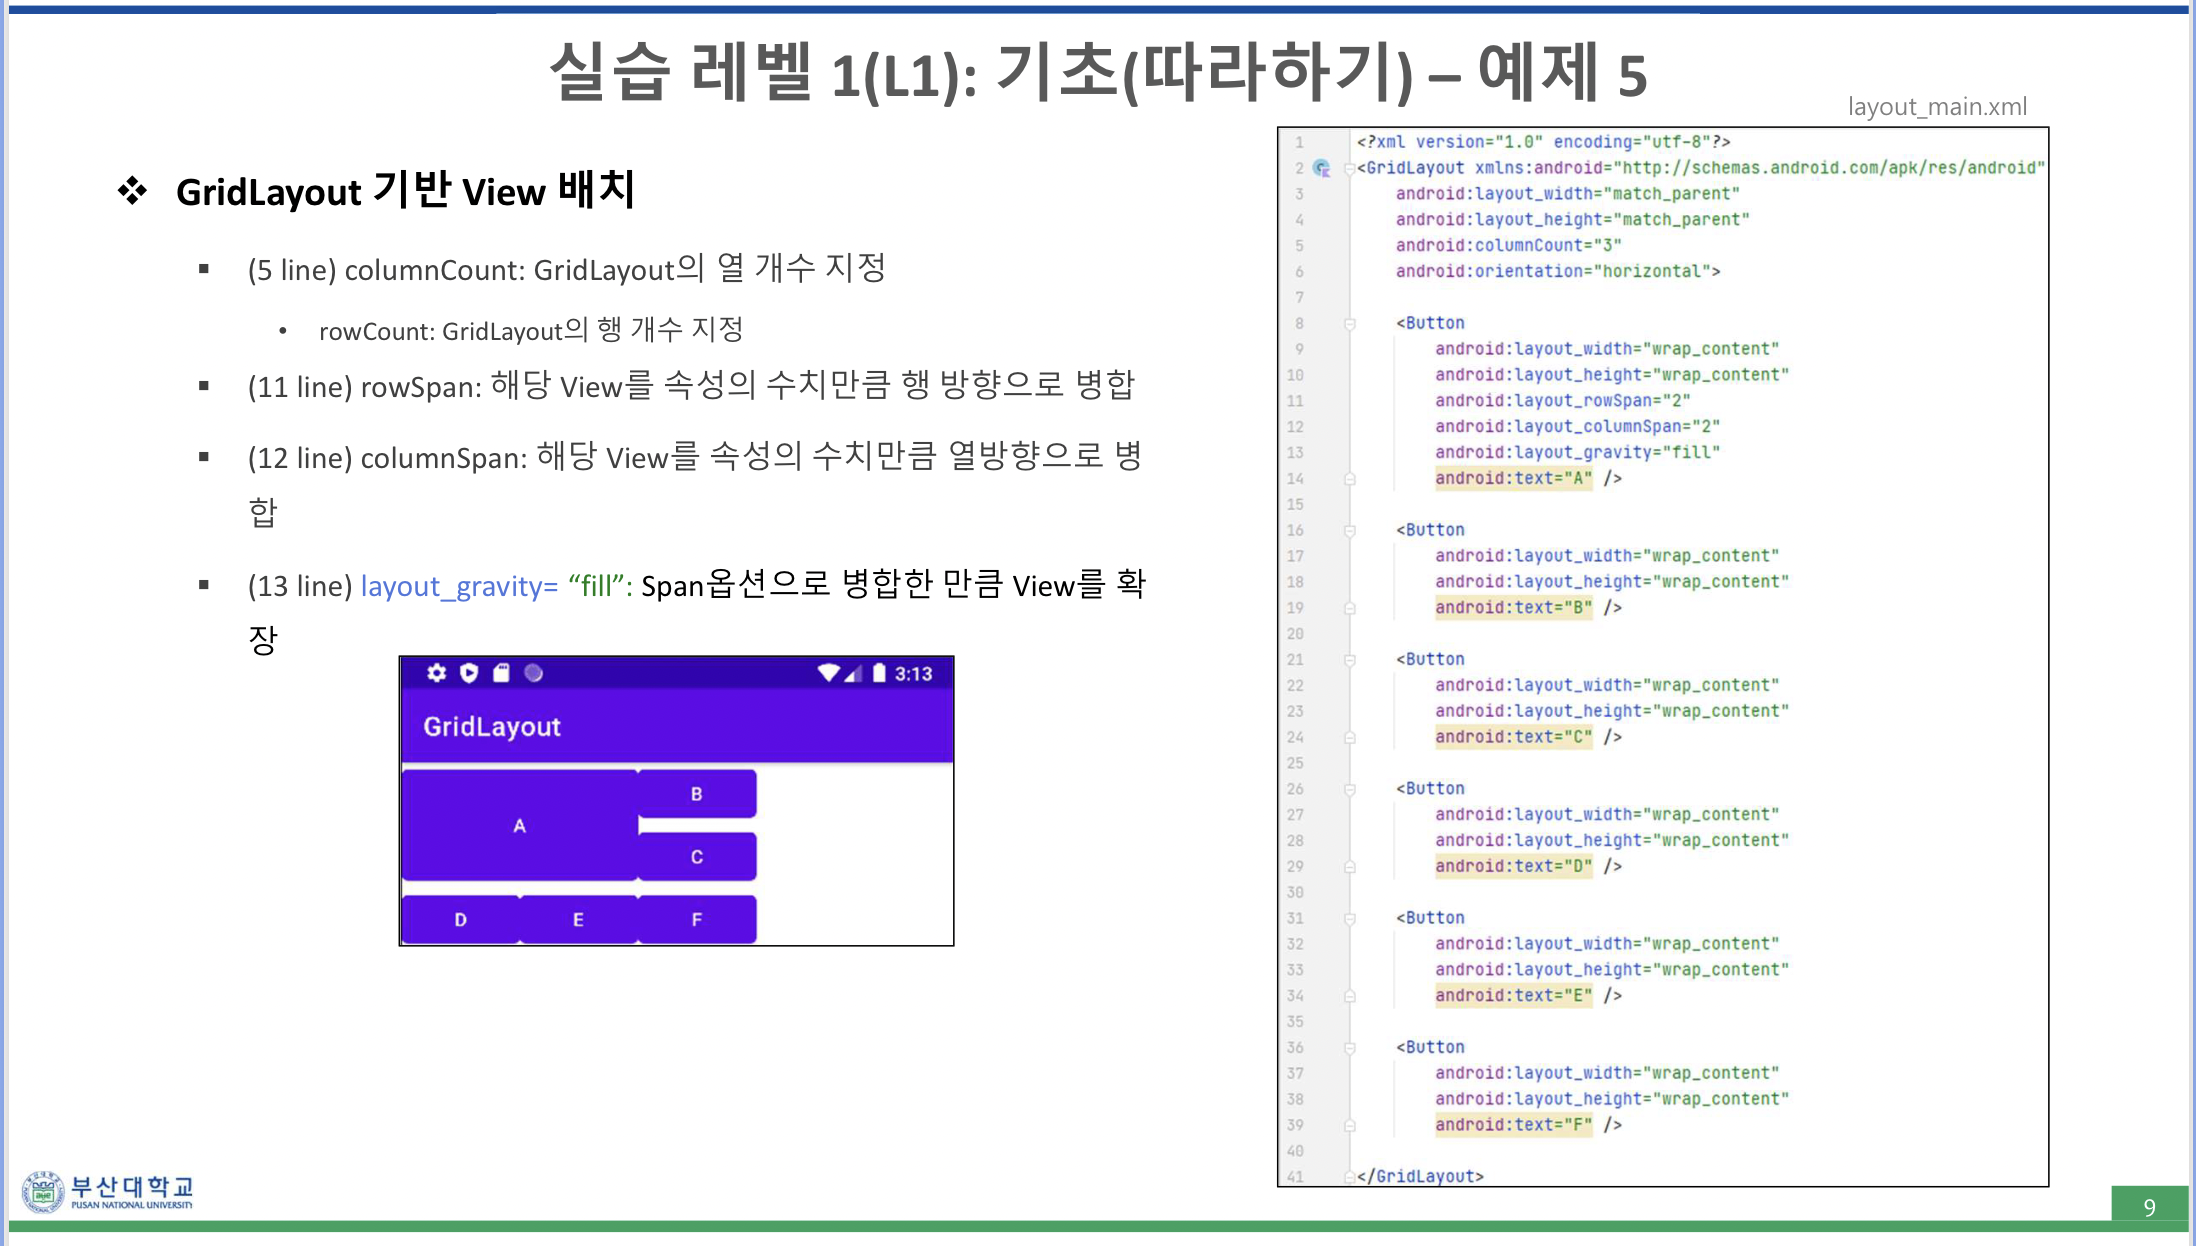 실습 레벨 1(L1): 기초(따라하기) – 예제 5
layout_main.xml
❖ GridLayout 기반 View 배치
▪ (5 line) columnCount: GridLayout의 열 개수 지정
• rowCount: GridLayout의 행 개수 지정
▪ (11 line) rowSpan: 해당 View를 속성의 수치만큼 행 방향으로 병합
▪ (12 line) columnSpan: 해당 View를 속성의 수치만큼 열방향으로 병
합
▪ (13 line) layout_gravity= “fill”: Span옵션으로 병합한 만큼 View를 확
장
3:13
GridLayout
A
B
C
D E F
1 <?xml version="1.0" encoding="utf-8"?>
2 <GridLayout xmlns:android="http://schemas.android.com/apk/res/android"
3 android:layout_width="match_parent"
4 android:layout_height="match_parent"
5 android:columnCount="3"
6 android:orientation="horizontal">
7
8 <Button
9 android:layout_width="wrap_content"
10 android:layout_height="wrap_content"
11 android:layout_rowSpan="2"
12 android:layout_columnSpan="2"
13 android:layout_gravity="fill"
14 android:text="A" />
15
16 <Button
17 android:layout_width="wrap_content"
18 android:layout_height="wrap_content"
19 android:text="B" />
20
21 <Button
22 android:layout_width="wrap_content"
23 android:layout_height="wrap_content"
24 android:text="C" />
25
26 <Button
27 android:layout_width="wrap_content"
28 android:layout_height="wrap_content"
29 android:text="D" />
30
31 <Button
32 android:layout_width="wrap_content"
33 android:layout_height="wrap_content"
34 android:text="E" />
35
36 <Button
37 android:layout_width="wrap_content"
38 android:layout_height="wrap_content"
39 android:text="F" />
40
41 </GridLayout>
부산대학교
PUSAN NATIONAL UNIVERSITY
9